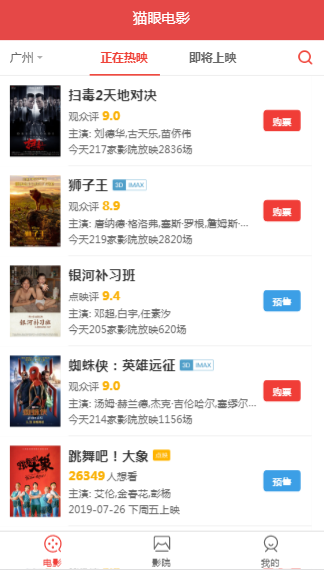 猫眼电影
广州 正在热映 即将上映
扫毒2天地对决
观众评 9.0
主演: 刘德华,古天乐,苗侨伟
今天217家影院放映2836场
购票
狮子王 3D IMAX
观众评 8.9
主演: 唐纳德·格洛弗,塞斯·罗根,詹姆斯·...
今天219家影院放映2820场
购票
银河补习班
点映评 9.4
主演: 邓超,白宇,任素汐
今天205家影院放映620场
预售
蜘蛛侠：英雄远征 3D IMAX
观众评 9.0
主演: 汤姆·赫兰德,杰克·吉伦哈尔,塞缪尔...
今天214家影院放映1156场
购票
跳舞吧！大象 点映
26349 人想看
主演: 艾伦,金春花,彭杨
2019-07-26 下周五上映
预售
电影 影院 我的